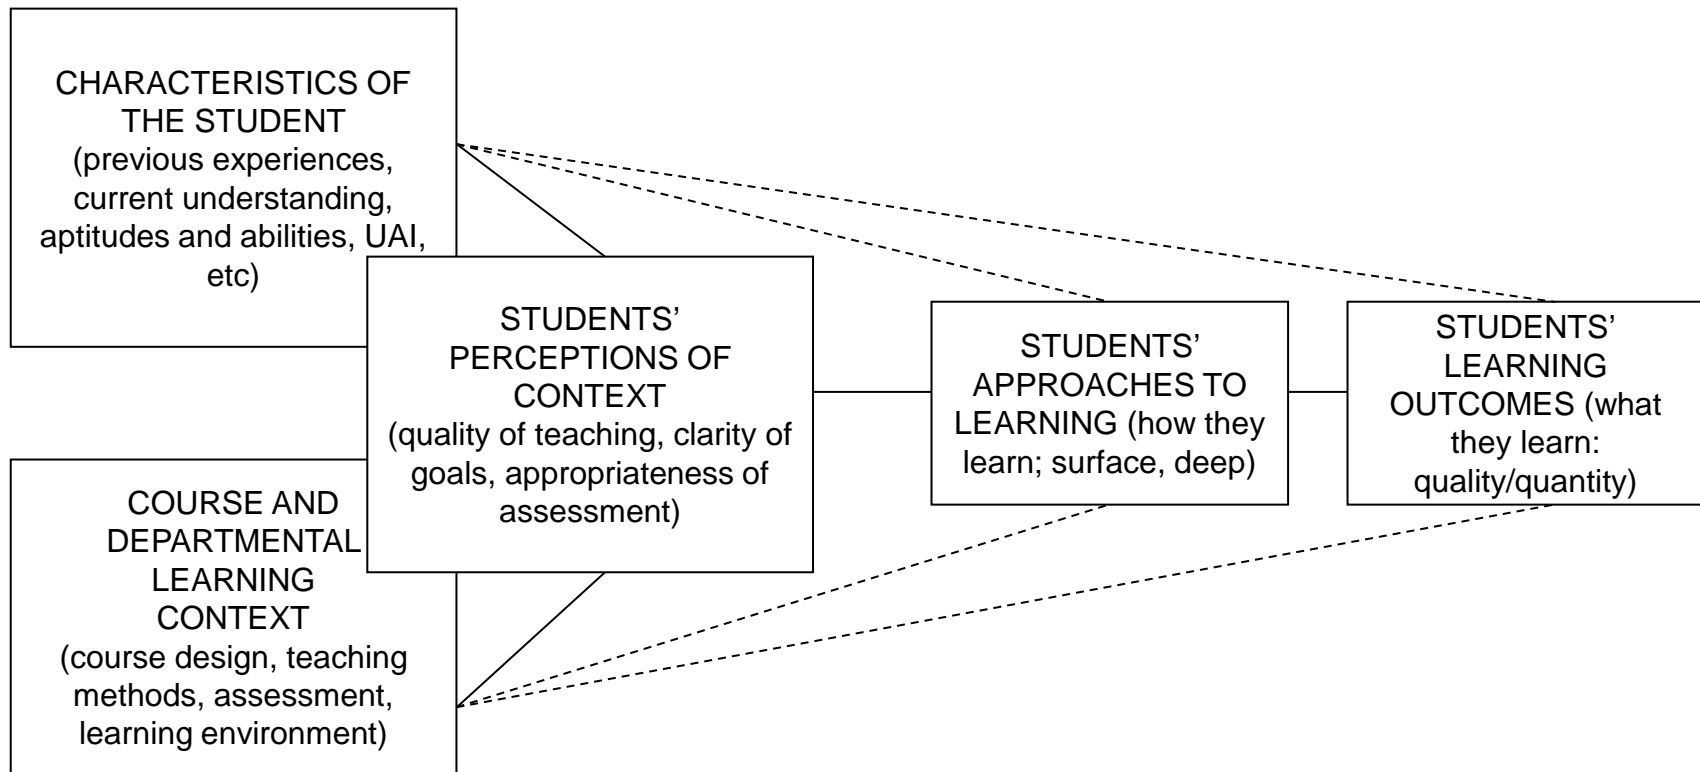 CHARACTERISTICS OF
THE STUDENT
(previous experiences,
current understanding,
aptitudes and abilities, UAI,
etc)
STUDENTS’
PERCEPTIONS OF
CONTEXT
(quality of teaching, clarity of
goals, appropriateness of
assessment)
COURSE AND
DEPARTMENTAL
LEARNING
CONTEXT
(course design, teaching
methods, assessment,
learning environment)
STUDENTS’
APPROACHES TO
LEARNING (how they
learn; surface, deep)
STUDENTS’
LEARNING
OUTCOMES (what
they learn:
quality/quantity)